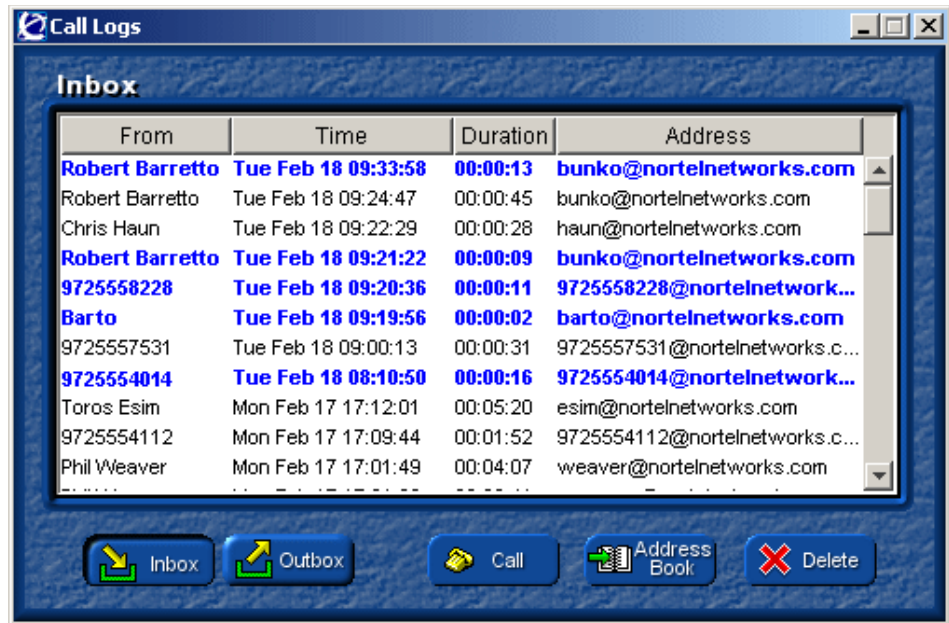 Call Logs
Inbox
From Time Duration Address
Robert Barretto Tue Feb 18 09:33:58 00:00:13 bunko@nortelnetworks.com
Robert Barretto Tue Feb 18 09:24:47 00:00:45 bunko@nortelnetworks.com
Chris Haun Tue Feb 18 09:22:29 00:00:28 haun@nortelnetworks.com
Robert Barretto Tue Feb 18 09:21:22 00:00:09 bunko@nortelnetworks.com
9725558228 Tue Feb 18 09:20:36 00:00:11 9725558228@nortelnetwork...
Barto Tue Feb 18 09:19:56 00:00:02 barto@nortelnetworks.com
9725557531 Tue Feb 18 09:00:13 00:00:31 9725557531@nortelnetworks.c...
9725554014 Tue Feb 18 08:10:50 00:00:16 9725554014@nortelnetwork...
Toros Esim Mon Feb 17 17:12:01 00:05:20 esim@nortelnetworks.com
9725554112 Mon Feb 17 17:09:44 00:01:52 9725554112@nortelnetworks.c...
Phil Weaver Mon Feb 17 17:01:49 00:04:07 weaver@nortelnetworks.com
Inbox Outbox Call Address Book Delete